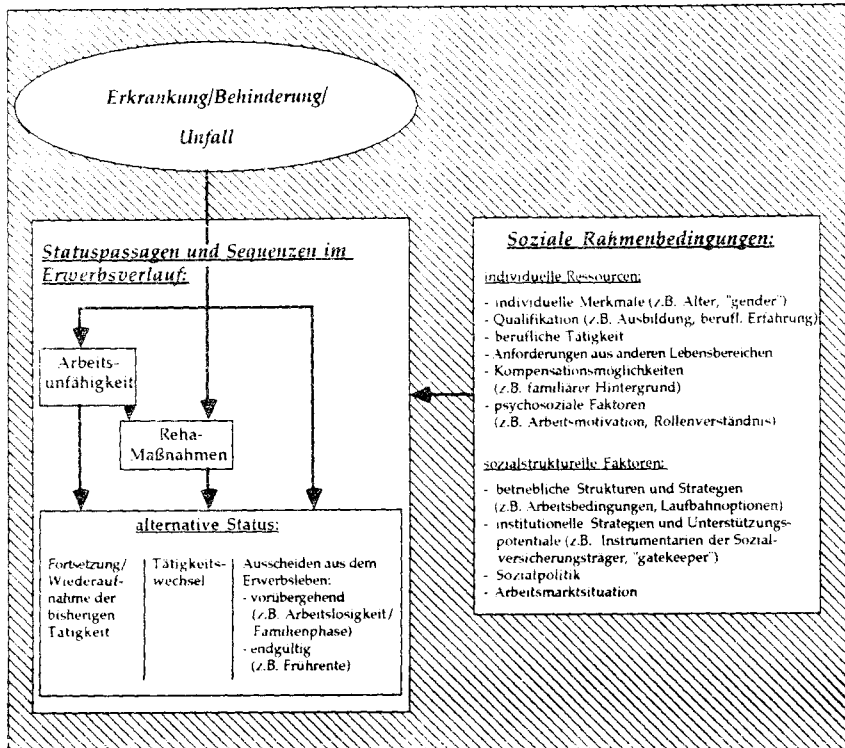 Erkrankung/Behinderung/
Unfall
Statuspassagen und Sequenzen im
Erwerbsverlauf:
Arbeits-
unfähigkeit
Reha-
Maßnahmen
alternative Status:
Fortsetzung/
Wiederauf-
nahme der
bisherigen
Tätigkeit
Tätigkeits-
wechsel
Ausscheiden aus dem
Erwerbsleben:
- vorübergehend
(z.B. Arbeitslosigkeit/
Familienphase)
- endgültig
(z.B. Frührente)
Soziale Rahmenbedingungen:
individuelle Ressourcen:
- individuelle Merkmale (z.B. Alter, "gender")
- Qualifikation (z.B. Ausbildung, berufl. Erfahrung)
- berufliche Tätigkeit
- Anforderungen aus anderen Lebensbereichen
- Kompensationsmöglichkeiten
(z.B. familiärer Hintergrund)
- psychosoziale Faktoren
(z.B. Arbeitsmotivation, Rollenverständnis)
sozialstrukturelle Faktoren:
- betriebliche Strukturen und Strategien
(z.B. Arbeitsbedingungen, Laufbahnoptionen)
- institutionelle Strategien und Unterstützungs-
potentiale (z.B. Instrumentarien der Sozial-
versicherungsträger, "gatekeeper")
- Sozialpolitik
- Arbeitsmarktsituation